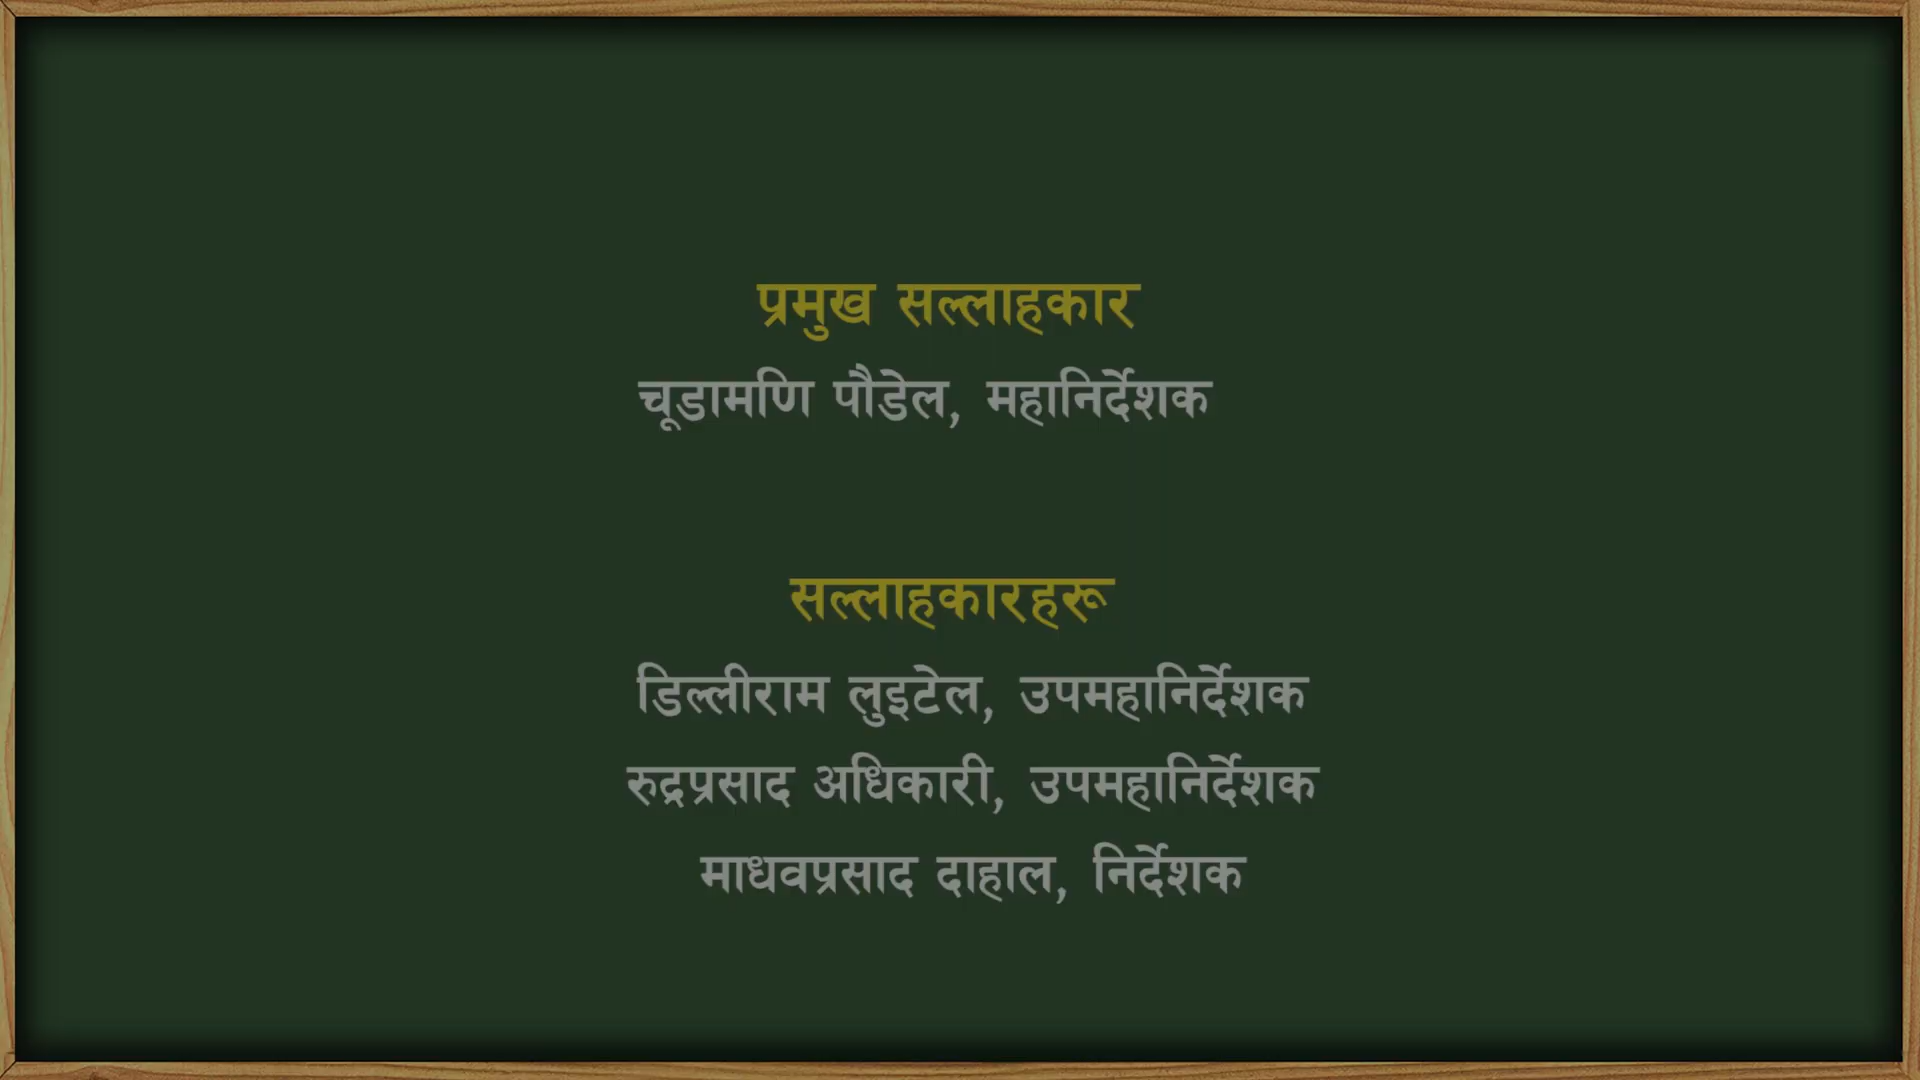 प्रमुख सल्लाहकार
चूडामणि पौडेल, महानिर्देशक
सल्लाहकारहरू
डिल्लीराम लुइटेल, उपमहानिर्देशक
रुद्रप्रसाद अधिकारी, उपमहानिर्देशक
माधवप्रसाद दाहाल, निर्देशक